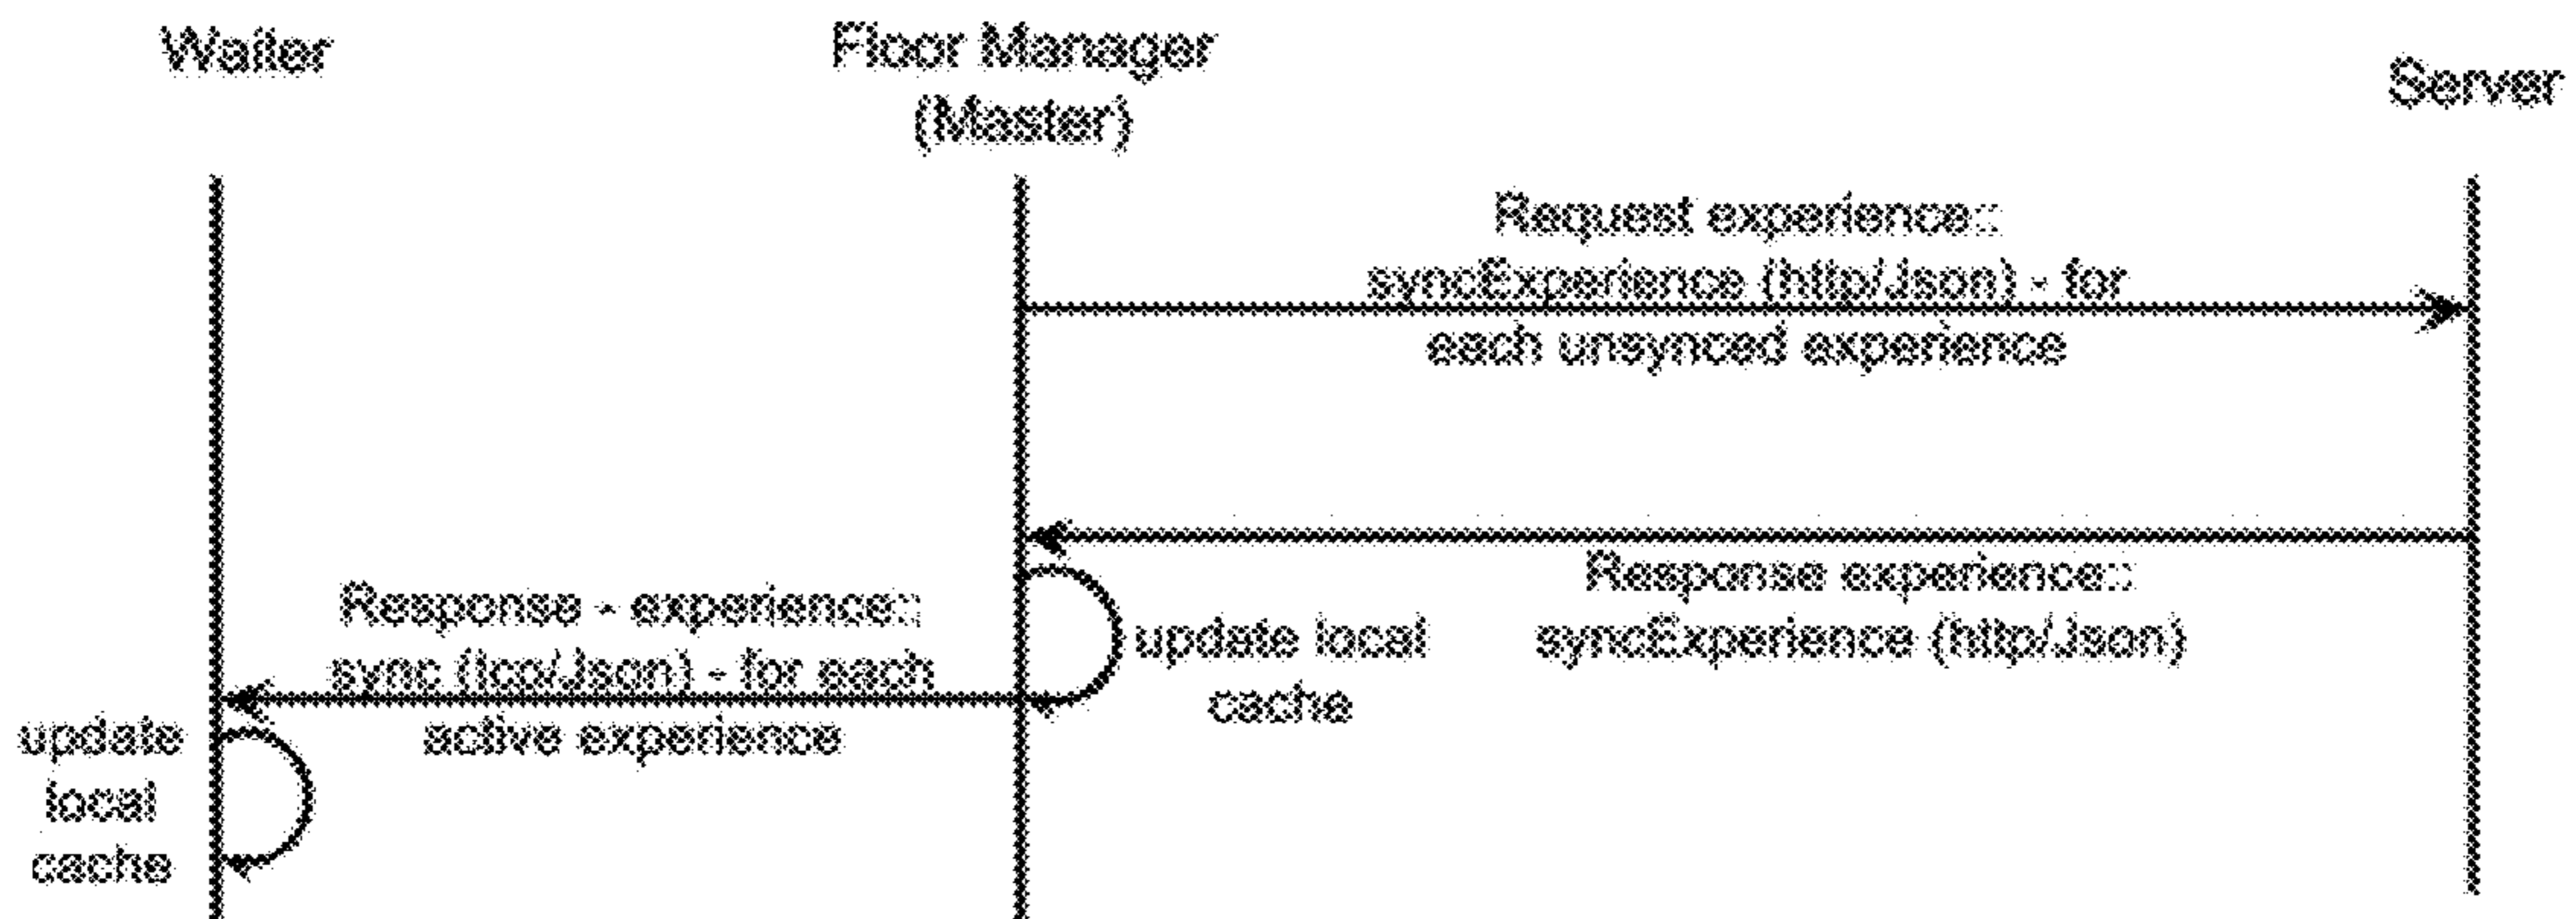 Waiter
Floor Manager
(Master)
Server
Request experience::
syncExperience (http/Json) - for
each unsynced experience
Response experience::
syncExperience (http/Json)
update local
cache
Response - experience::
sync (tcp/Json) - for each
active experience
update
local
cache